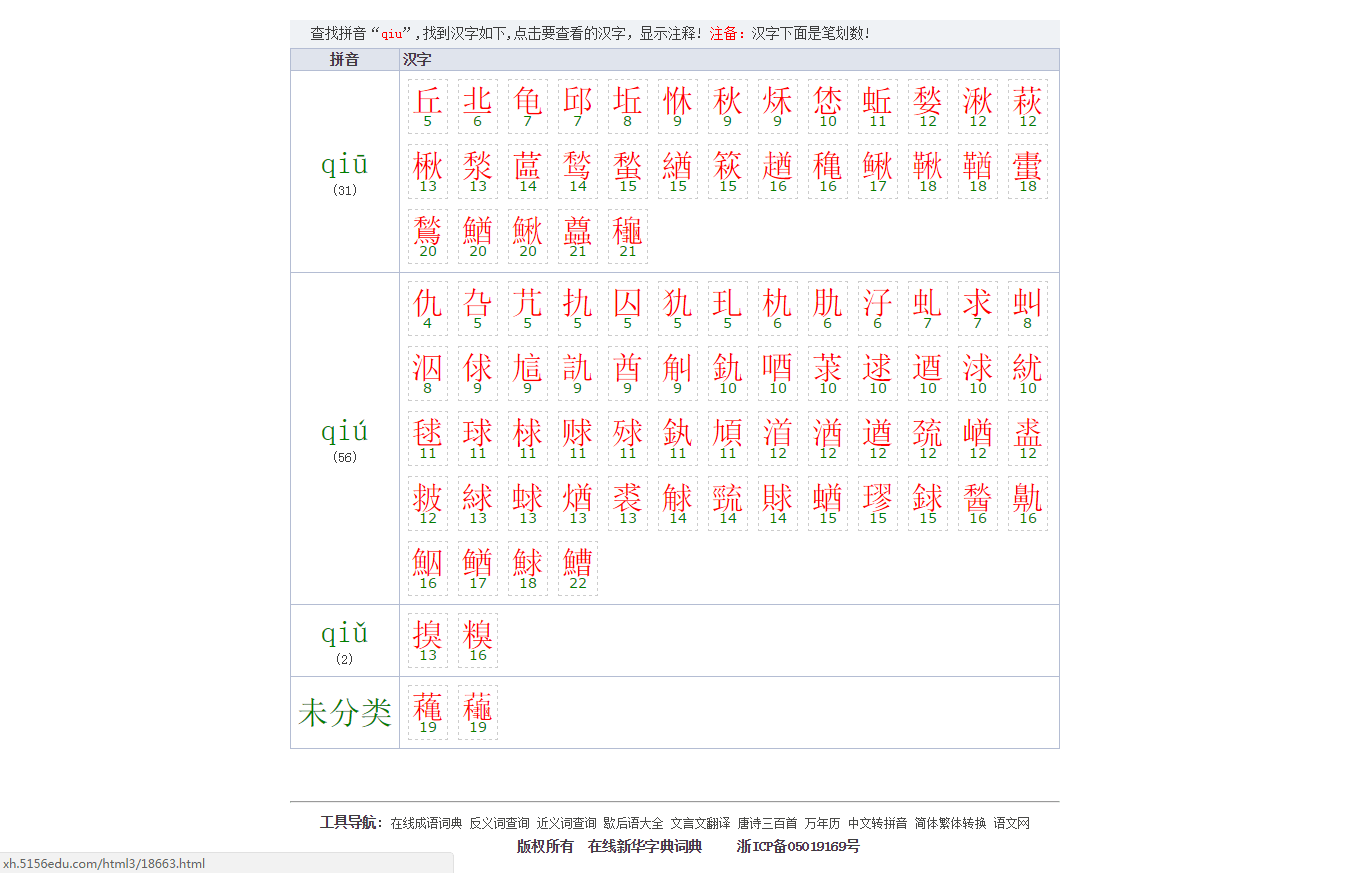 查找拼音“qiu”,找到汉字如下,点击要查看的汉字，显示注释! 注备: 汉字下面是笔划数!
拼音 汉字
qiū
(31)
丘 丠 龟 邱 坵 恘 秋 秌 恷 蚯 媝 湫 萩
5 6 7 7 8 9 9 9 10 11 12 12 12
楸 湬 蓲 鹙 蝵 緧 篍 趥 穐 鳅 鞦 鞧 蟗
13 13 14 14 15 15 15 16 16 17 18 18 18
鶖 鰌 鰍 蠤 龝
20 20 20 21 21
qiú
(56)
仇 叴 艽 扏 囚 犰 玌 朹 肍 汓 虬 求 虯
4 5 5 5 5 5 5 6 6 6 7 7 8
泅 俅 訄 訅 酋 觓 釚 唒 莍 逑 逎 浗 紌
8 9 9 9 9 9 10 10 10 10 10 10 10
毬 球 梂 赇 殏 釻 頄 渞 湭 遒 巯 崷 盚
11 11 11 11 11 11 11 12 12 12 12 12 12
皳 絿 蛷 煪 裘 觩 巰 賕 蝤 璆 銶 醔 鼽
12 13 13 13 13 14 14 14 15 15 15 16 16
鮂 䲡 鯄 鰽
16 17 18 22
qiǔ
(2)
搝 糗
13 16
未分类
蘒
19 19
工具导航: 在线成语词典 反义词查询 近义词查询 歇后语大全 文言文翻译 唐诗三百首 万年历 中文转拼音 简体繁体转换 语文网
版权所有 在线新华字典词典 浙ICP备05019169号
xh.5156edu.com/html3/18663.html